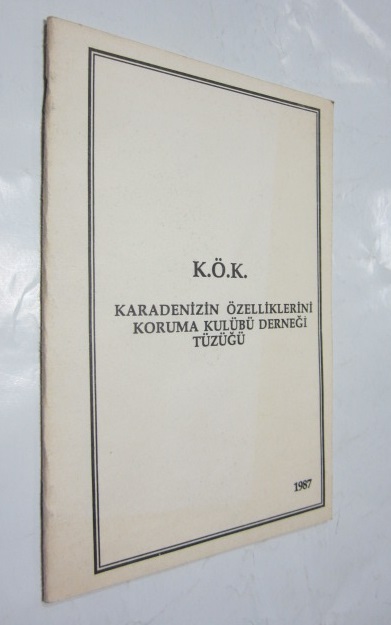 K.Ö.K.
KARADENİZİN ÖZELLİKLERİNİ
KORUMA KULÜBÜ DERNEĞİ
TÜZÜĞÜ
1987